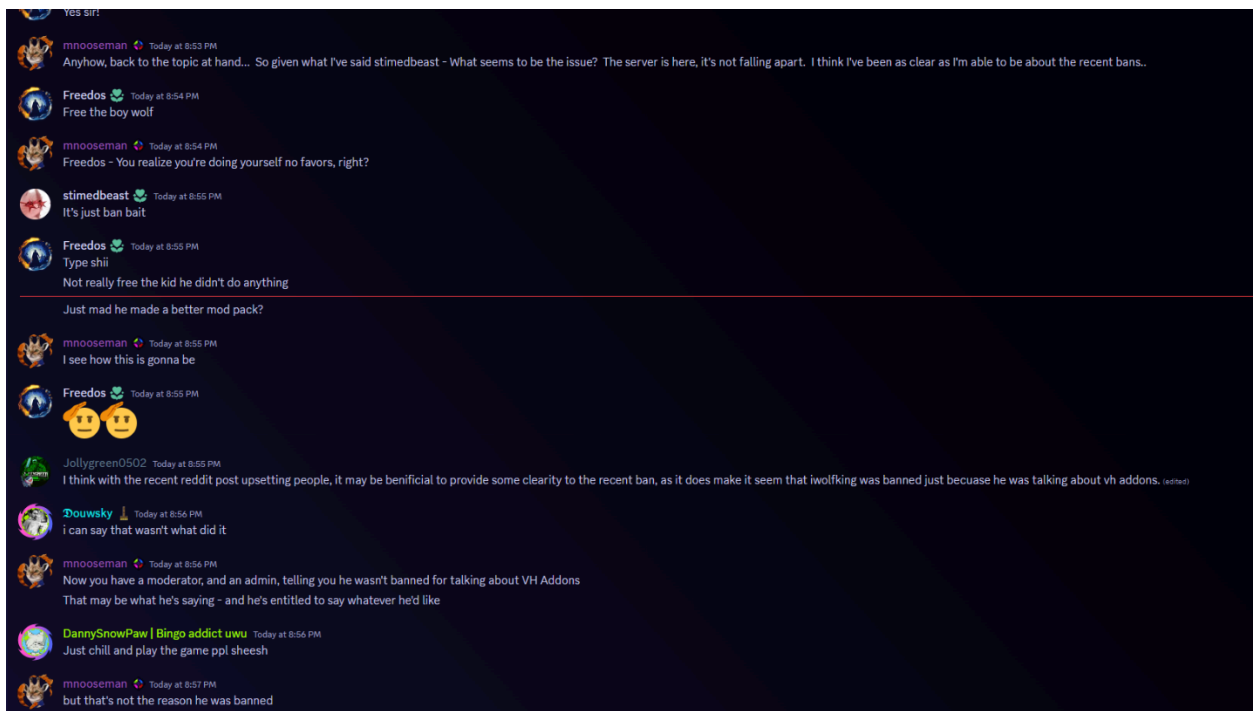 Yes sir!
mnooseman Today at 8:53 PM
Anyhow, back to the topic at hand... So given what I've said stimedbeast - What seems to be the issue? The server is here, it's not falling apart. I think I've been as clear as I'm able to be about the recent bans..
Freedos Today at 8:54 PM
Free the boy wolf
mnooseman Today at 8:54 PM
Freedos - You realize you're doing yourself no favors, right?
stimedbeast Today at 8:55 PM
It's just ban bait
Freedos Today at 8:55 PM
Type shii
Not really free the kid he didn't do anything
Just mad he made a better mod pack?
mnooseman Today at 8:55 PM
I see how this is gonna be
Freedos Today at 8:55 PM
Jollygreen0502 Today at 8:55 PM
I think with the recent reddit post upsetting people, it may be benificial to provide some clearity to the recent ban, as it does make it seem that iwolfking was banned just becuase he was talking about vh addons. (edited)
𝕯ouwsky Today at 8:56 PM
i can say that wasn't what did it
mnooseman Today at 8:56 PM
Now you have a moderator, and an admin, telling you he wasn't banned for talking about VH Addons
That may be what he's saying - and he's entitled to say whatever he'd like
DannySnowPaw | Bingo addict uwu Today at 8:56 PM
Just chill and play the game ppl sheesh
mnooseman Today at 8:57 PM
but that's not the reason he was banned